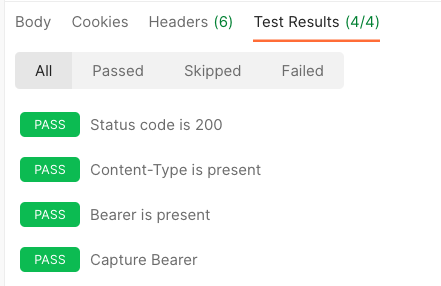 Body Cookies Headers (6) Test Results (4/4)
All Passed Skipped Failed
PASS Status code is 200
PASS Content-Type is present
PASS Bearer is present
PASS Capture Bearer